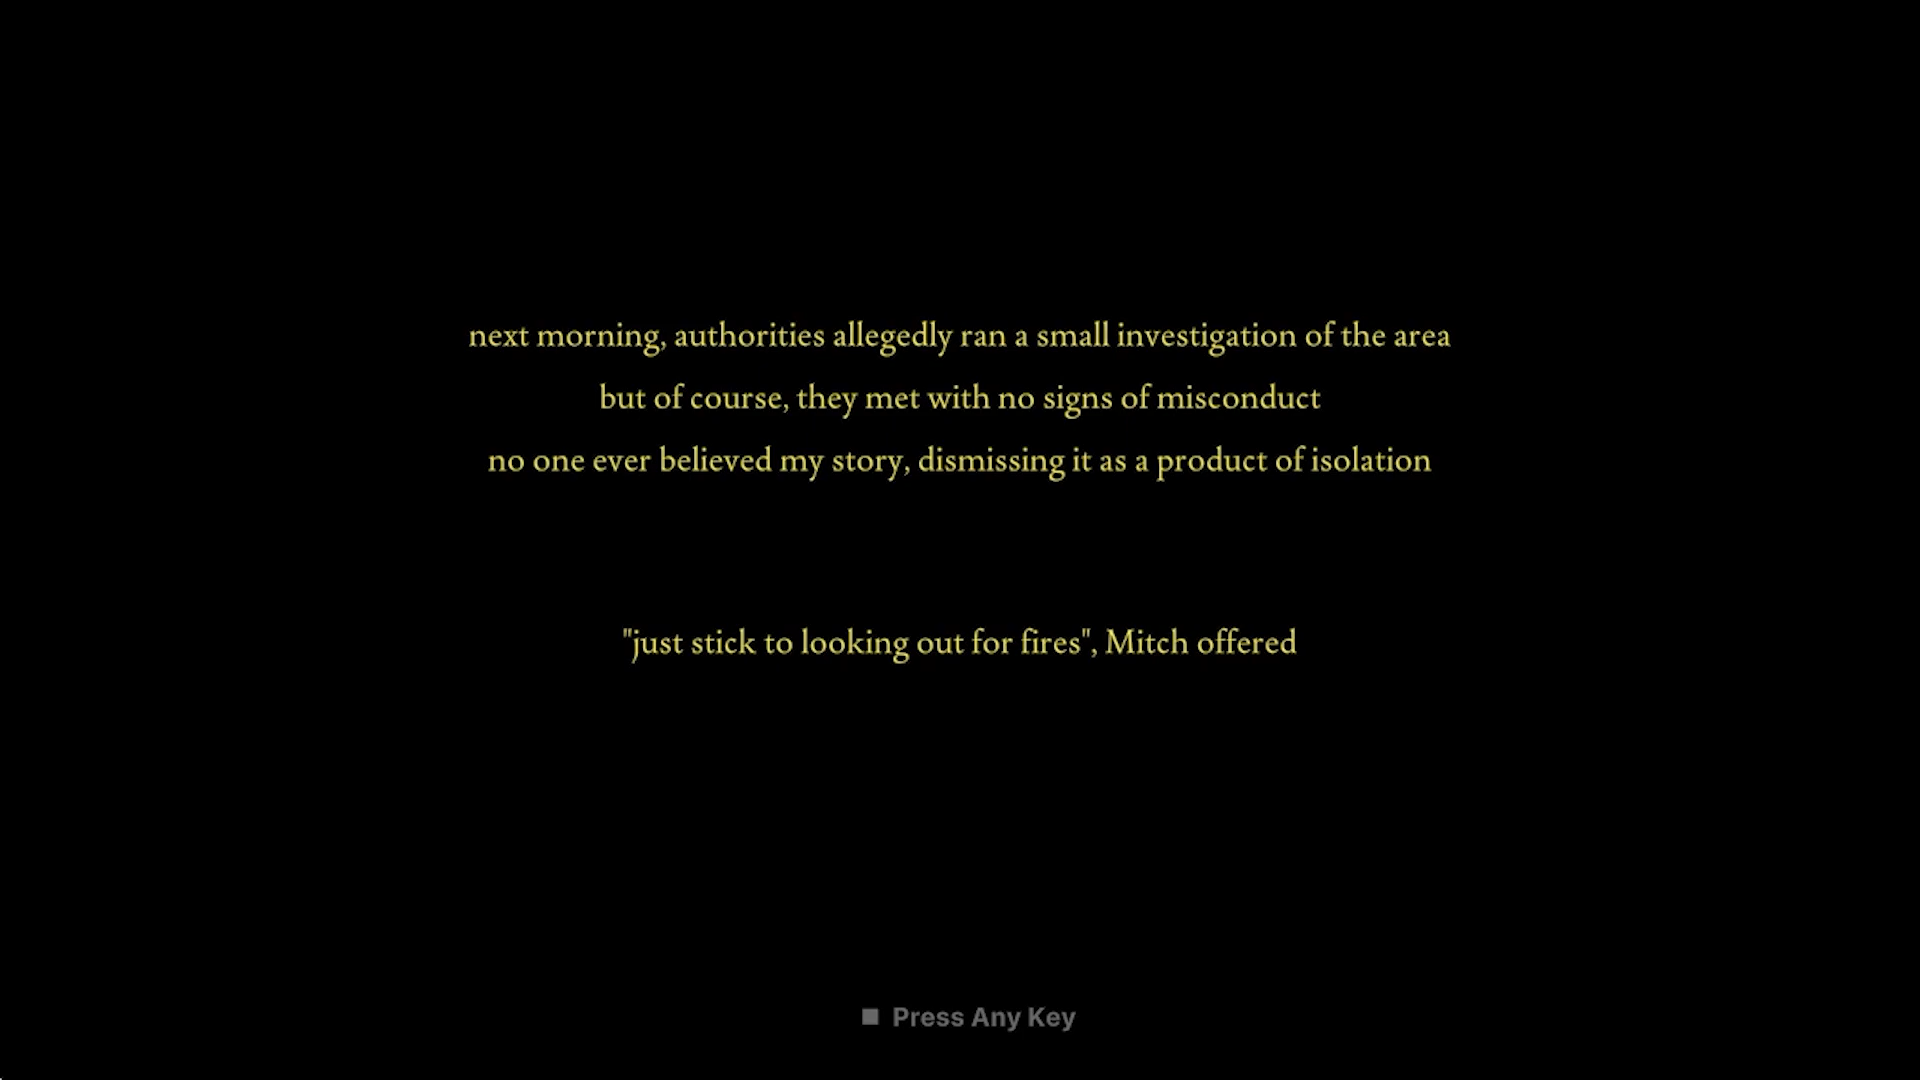 next morning, authorities allegedly ran a small investigation of the area
but of course, they met with no signs of misconduct
no one ever believed my story, dismissing it as a product of isolation
"just stick to looking out for fires", Mitch offered
Press Any Key